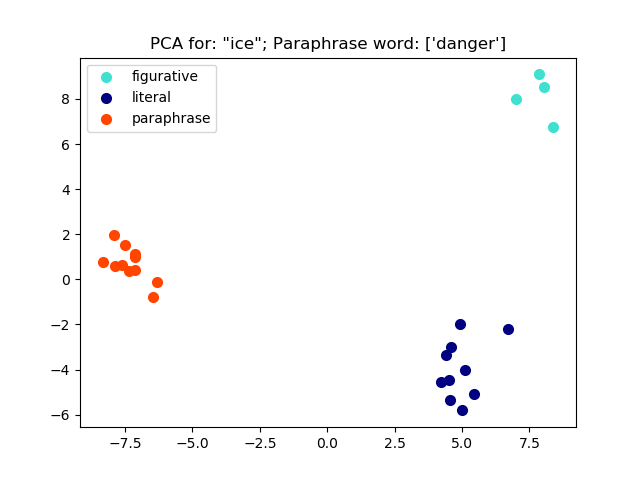 PCA for: "ice"; Paraphrase word: ['danger']
figurative
literal
paraphrase
8
6
4
2
0
−2
−4
−6
−7.5 −5.0 −2.5 0.0 2.5 5.0 7.5